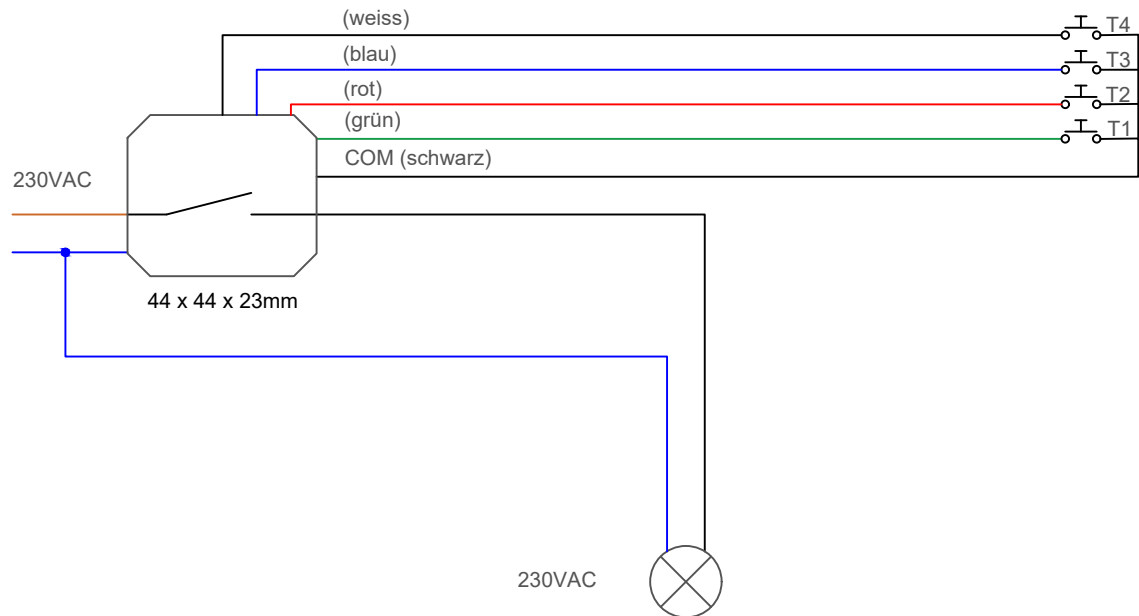 (weiss)
T4
(blau)
T3
(rot)
T2
(grün)
T1
COM (schwarz)
230VAC
44 x 44 x 23mm
230VAC